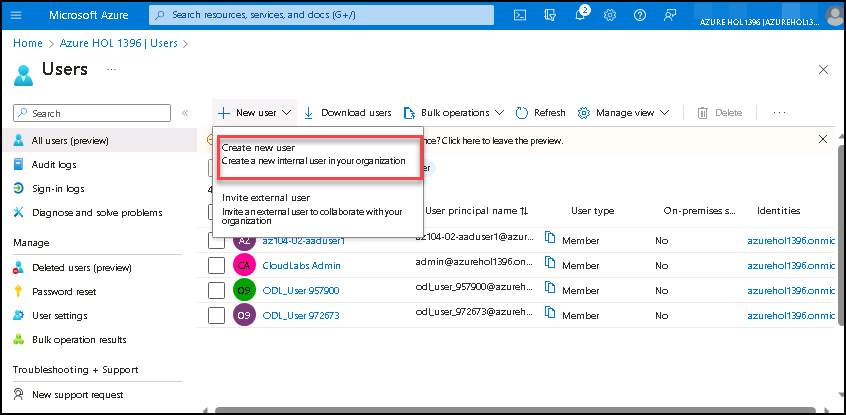 Microsoft Azure
Search resources, services, and docs (G+/)
2
AZURE HOL 1396 (AZUREHOL13...
Home > Azure HOL 1396 | Users >
Users ...
Search
«
New user
Download users
Bulk operations
Refresh
Manage view
Delete
...
All users (preview)
Audit logs
Sign-in logs
Diagnose and solve problems
Manage
Deleted users (preview)
Password reset
User settings
Bulk operation results
Troubleshooting + Support
New support request
Create new user
Create a new internal user in your organization
Invite external user
Invite an external user to collaborate with your
organization
nce? Click here to leave the preview.
er
4
User principal name
User type
On-premises s...
Identities
AZ az104-02-aaduser1 az104-02-aaduser1@azur... Member No azurehol1396.onmic
CA CloudLabs Admin admin@azurehol1396.on... Member No azurehol1396.onmic
O9 ODL_User 957900 odl_user_957900@azureh... Member No azurehol1396.onmic
O9 ODL_User 972673 odl_user_972673@azureh... Member No azurehol1396.onmic